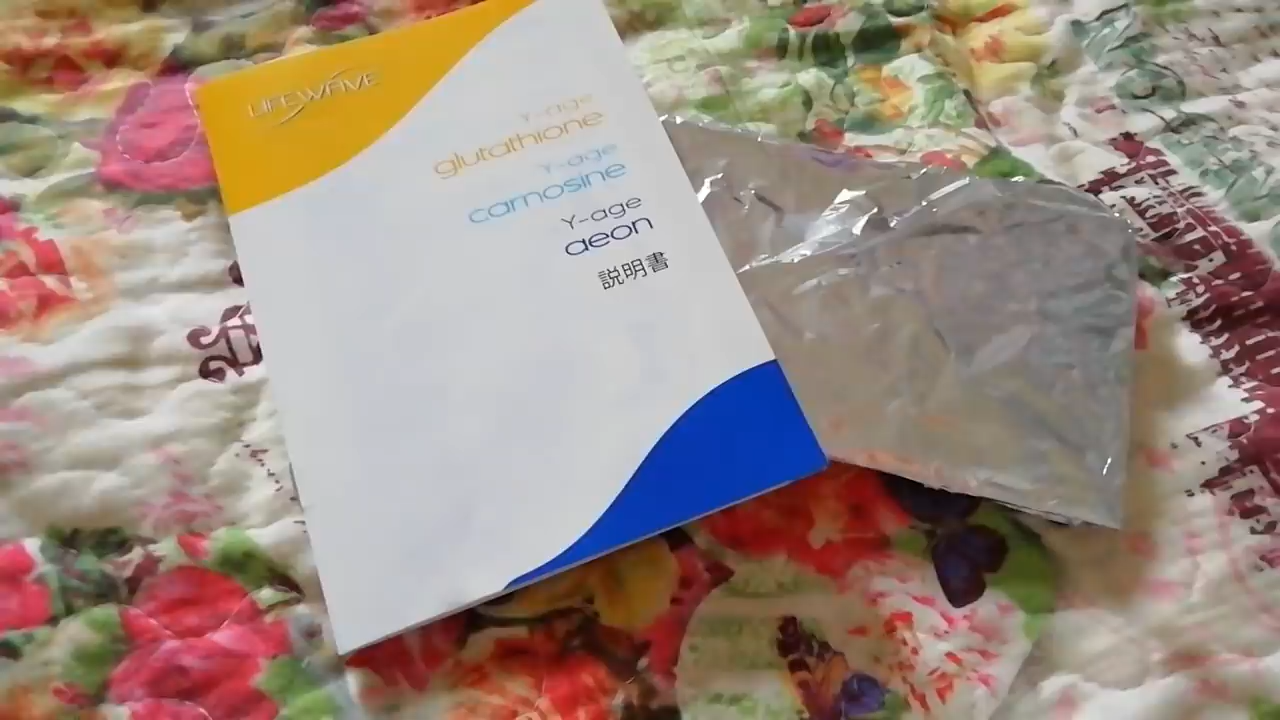 LIFEWAVE
Y-age
glutathione
Y-age
carnosine
Y-age
aeon
説明書